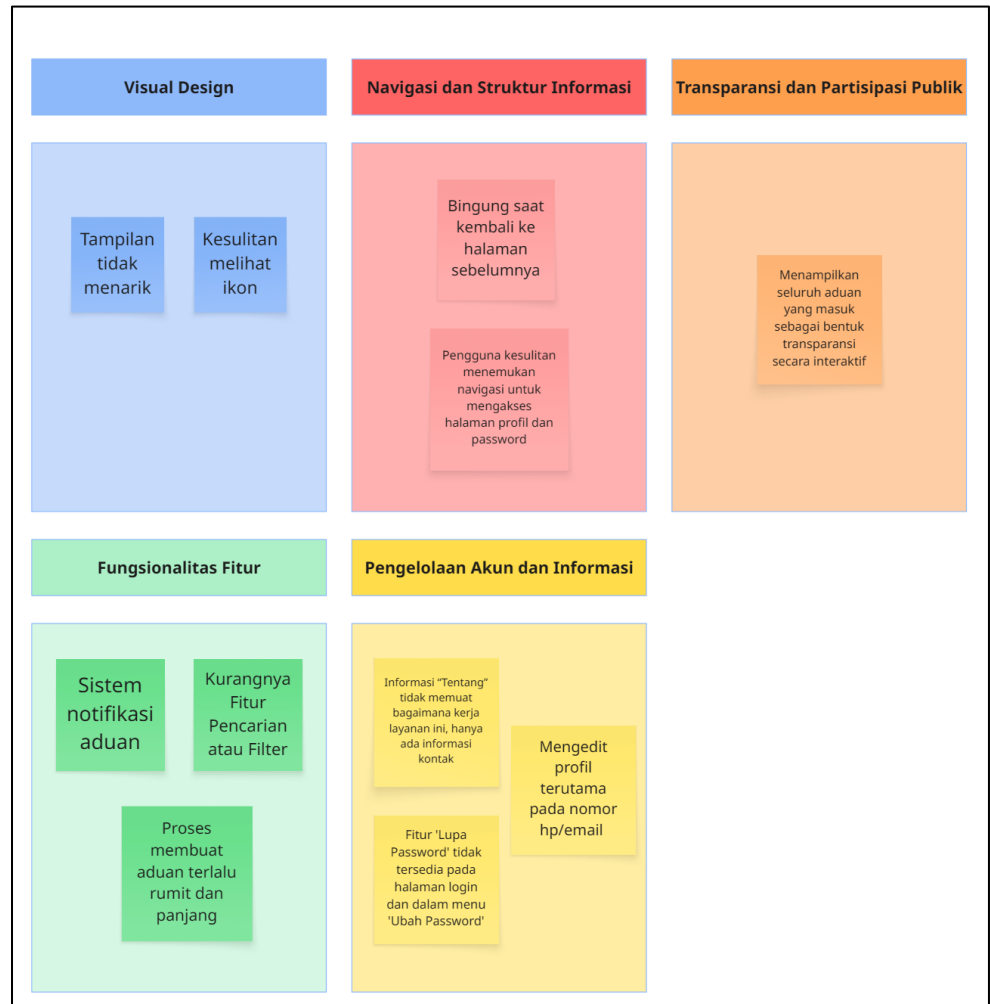 Visual Design
Navigasi dan Struktur Informasi
Transparansi dan Partisipasi Publik
Tampilan
tidak
menarik
Kesulitan
melihat
ikon
Bingung saat
kembali ke
halaman
sebelumnya
Pengguna kesulitan
menemukan
navigasi untuk
mengakses
halaman profil dan
password
Menampilkan
seluruh aduan
yang masuk
sebagai bentuk
transparansi
secara interaktif
Fungsionalitas Fitur
Pengelolaan Akun dan Informasi
Sistem
notifikasi
aduan
Kurangnya
Fitur
Pencarian
atau Filter
Proses
membuat
aduan terlalu
rumit dan
panjang
Informasi “Tentang”
tidak memuat
bagaimana kerja
layanan ini, hanya
ada informasi
kontak
Mengedit
profil
terutama
pada nomor
hp/email
Fitur 'Lupa
Password' tidak
tersedia pada
halaman login
dan dalam menu
'Ubah Password'